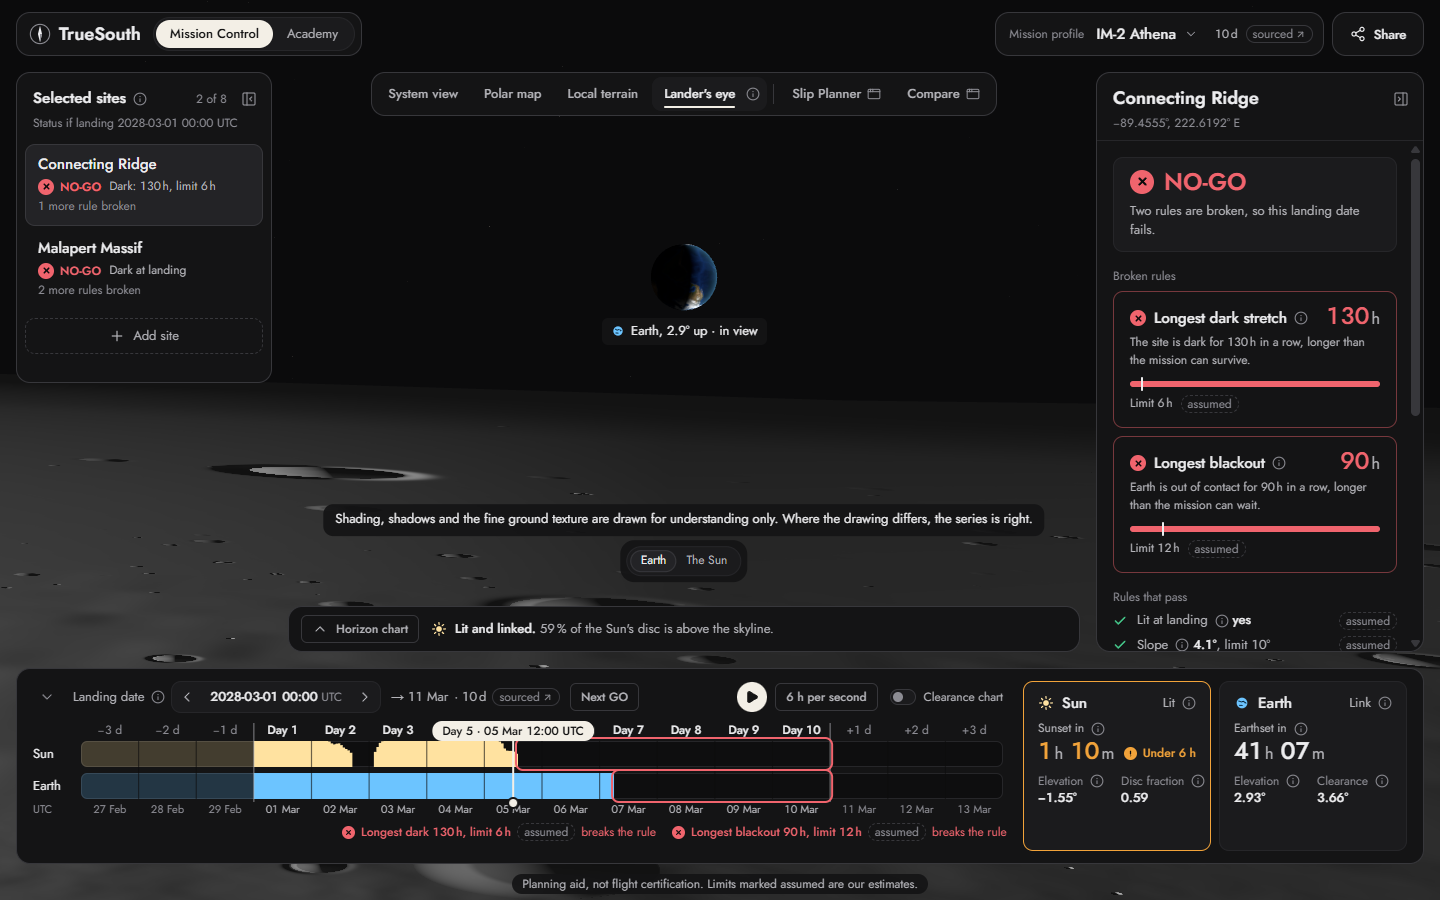 TrueSouth
Mission Control
Academy
Mission profile IM-2 Athena 10 d sourced ↗
Share
Selected sites 2 of 8
Status if landing 2028-03-01 00:00 UTC
Connecting Ridge
NO-GO Dark: 130 h, limit 6 h
1 more rule broken
Malapert Massif
NO-GO Dark at landing
2 more rules broken
+ Add site
System view
Polar map
Local terrain
Lander's eye
Slip Planner
Compare
Earth, 2.9° up · in view
Shading, shadows and the fine ground texture are drawn for understanding only. Where the drawing differs, the series is right.
Earth The Sun
Horizon chart
Lit and linked. 59 % of the Sun's disc is above the skyline.
Connecting Ridge
−89.4555°, 222.6192° E
NO-GO
Two rules are broken, so this landing date
fails.
Broken rules
Longest dark stretch 130 h
The site is dark for 130 h in a row, longer than
the mission can survive.
Limit 6 h assumed
Longest blackout 90 h
Earth is out of contact for 90 h in a row, longer
than the mission can wait.
Limit 12 h assumed
Rules that pass
Lit at landing yes assumed
Slope 4.1°, limit 10° assumed
Landing date 2028-03-01 00:00 UTC → 11 Mar · 10 d sourced ↗ Next GO
6 h per second Clearance chart
−3 d −2 d −1 d Day 1 Day 2 Day 3 Day 5 · 05 Mar 12:00 UTC Day 7 Day 8 Day 9 Day 10 +1 d +2 d +3 d
Sun
Earth
UTC 27 Feb 28 Feb 29 Feb 01 Mar 02 Mar 03 Mar 04 Mar 05 Mar 06 Mar 07 Mar 08 Mar 09 Mar 10 Mar 11 Mar 12 Mar 13 Mar
Longest dark 130 h, limit 6 h assumed breaks the rule Longest blackout 90 h, limit 12 h assumed breaks the rule
Sun Lit
Sunset in
1 h 10 m Under 6 h
Elevation Disc fraction
−1.55° 0.59
Earth Link
Earthset in
41 h 07 m
Elevation Clearance
2.93° 3.66°
Planning aid, not flight certification. Limits marked assumed are our estimates.